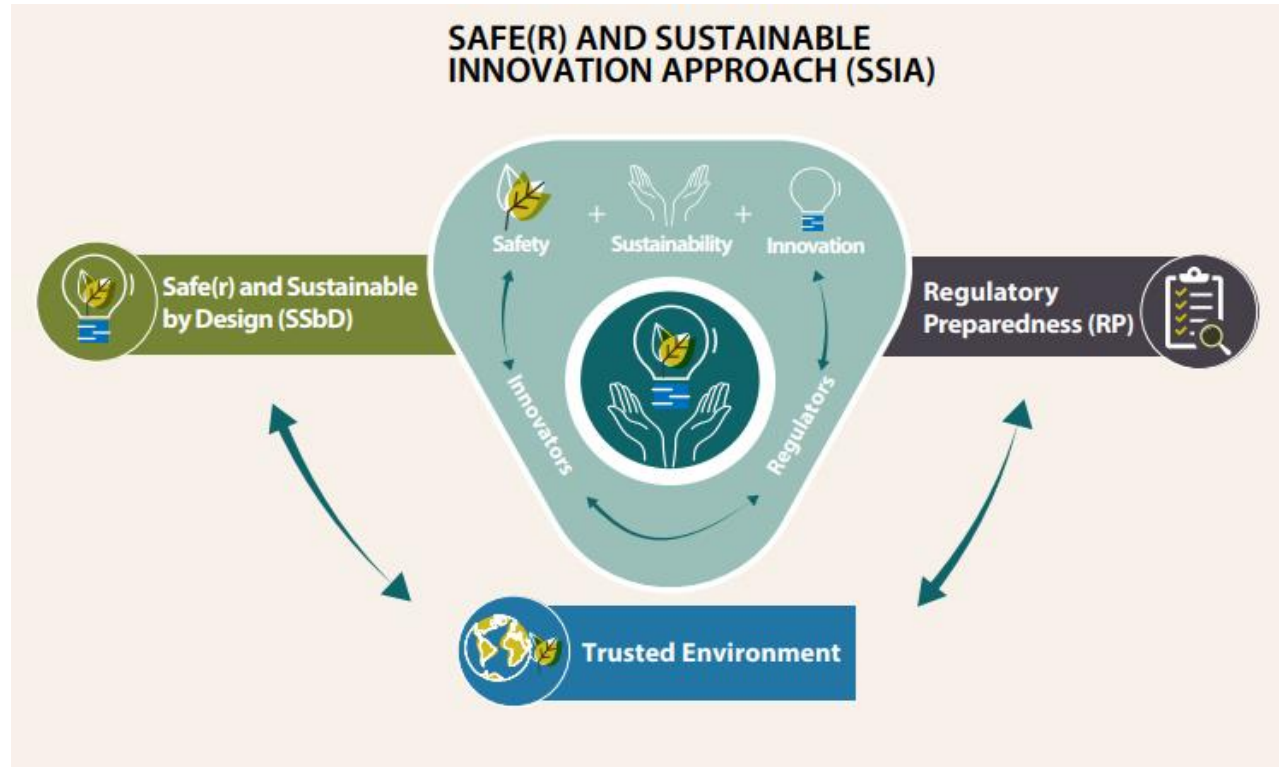 SAFE(R) AND SUSTAINABLE
INNOVATION APPROACH (SSIA)
Safety + Sustainability + Innovation
Safe(r) and Sustainable
by Design (SSbD)
Regulatory
Preparedness (RP)
Innovators
Regulators
Trusted Environment